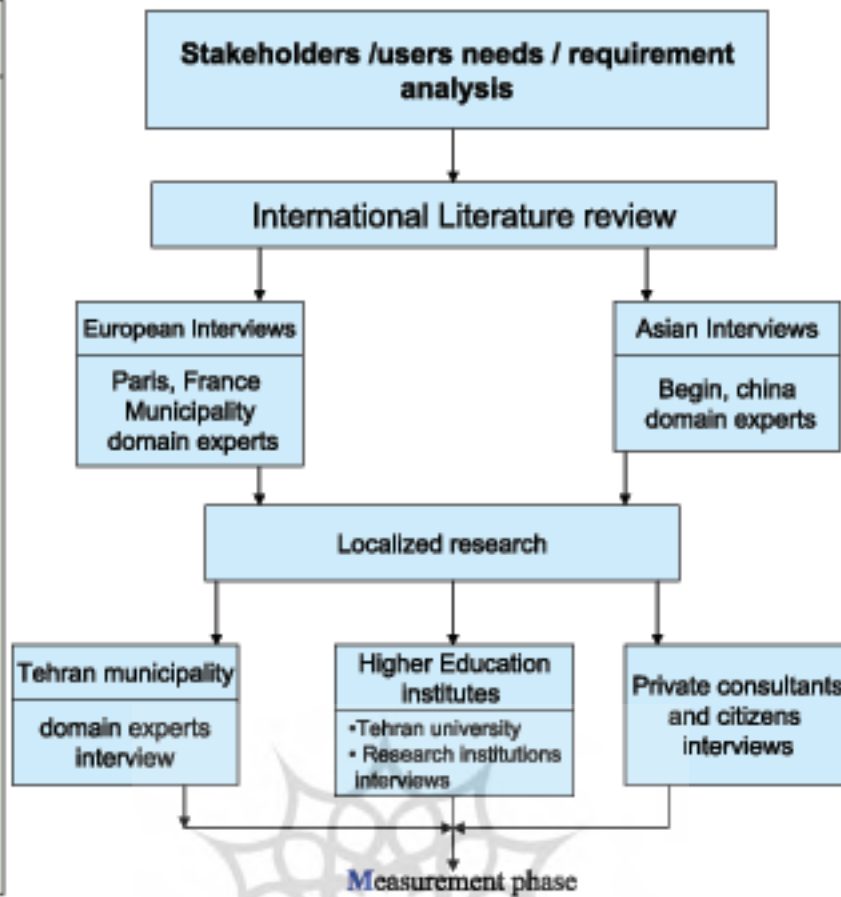 Stakeholders /users needs / requirement
analysis
International Literature review
European Interviews
Paris, France
Municipality
domain experts
Asian Interviews
Begin, china
domain experts
Localized research
Tehran municipality
domain experts
interview
Higher Education
institutes
•Tehran university
• Research institutions
interviews
Private consultants
and citizens
interviews
Measurement phase